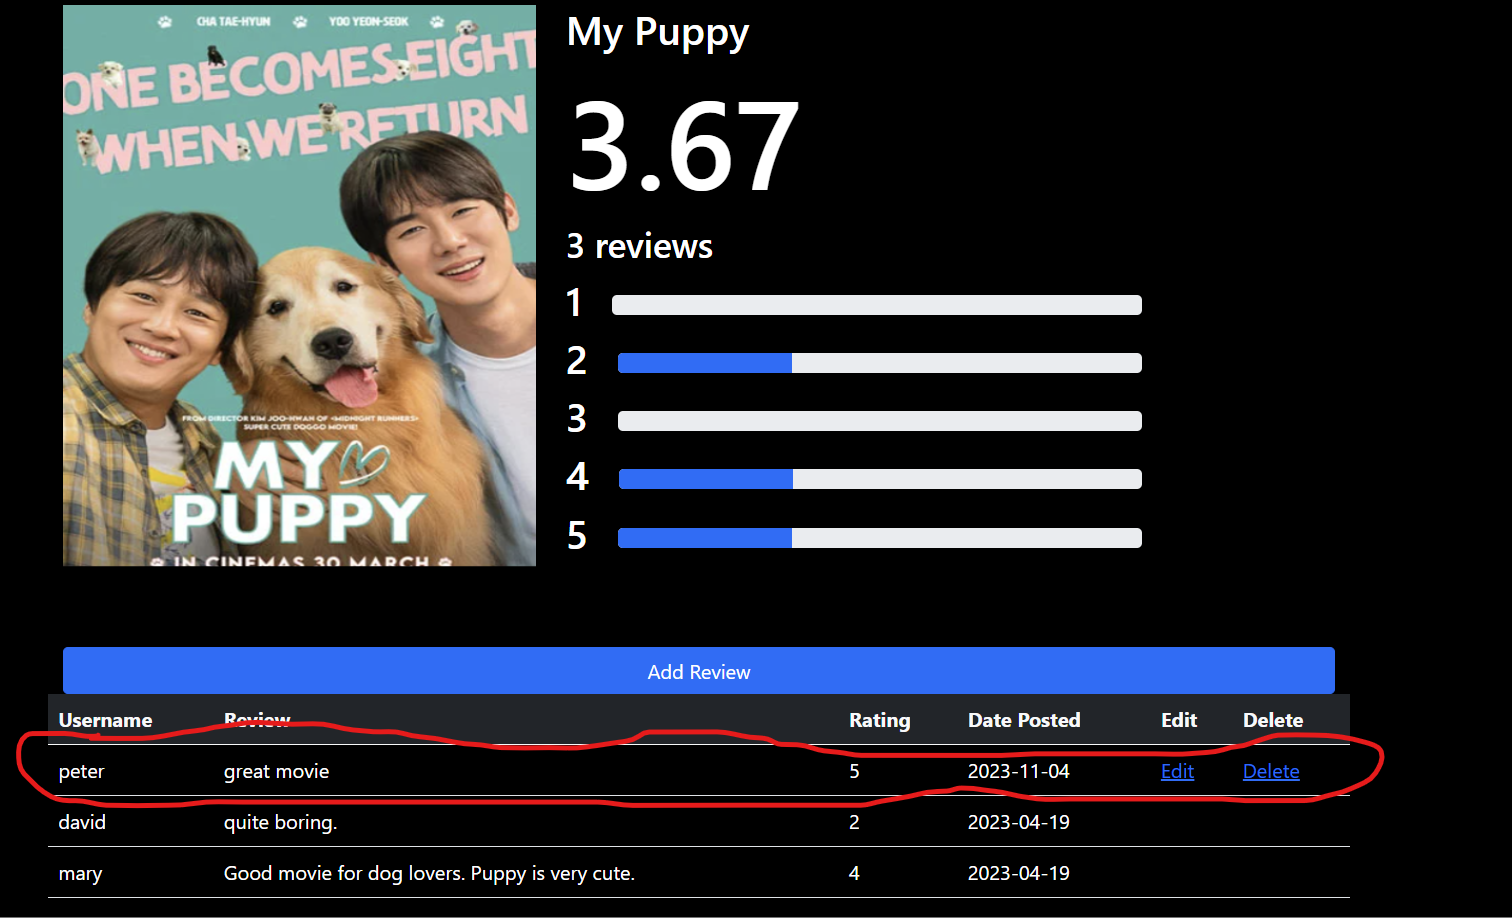 CHA TAE-HYUN YOO YEON-SEOK
ONE BECOMES EIGHT
WHEN WE RETURN
FROM DIRECTOR KIM JOO-HWAN OF <MIDNIGHT RUNNERS>
SUPER CUTE DOGGO MOVIE!
MY
PUPPY
IN CINEMAS 30 MARCH
My Puppy
3.67
3 reviews
1
2
3
4
5
Add Review
Username Review Rating Date Posted Edit Delete
peter great movie 5 2023-11-04 Edit Delete
david quite boring. 2 2023-04-19
mary Good movie for dog lovers. Puppy is very cute. 4 2023-04-19